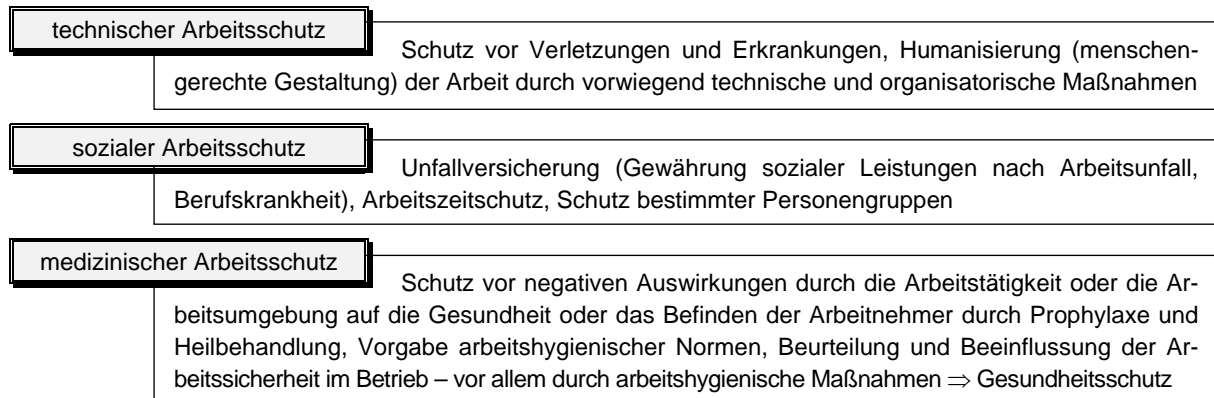 technischer Arbeitsschutz
Schutz vor Verletzungen und Erkrankungen, Humanisierung (menschen-
gerechte Gestaltung) der Arbeit durch vorwiegend technische und organisatorische Maßnahmen
sozialer Arbeitsschutz
Unfallversicherung (Gewährung sozialer Leistungen nach Arbeitsunfall,
Berufskrankheit), Arbeitszeitschutz, Schutz bestimmter Personengruppen
medizinischer Arbeitsschutz
Schutz vor negativen Auswirkungen durch die Arbeitstätigkeit oder die Ar-
beitsumgebung auf die Gesundheit oder das Befinden der Arbeitnehmer durch Prophylaxe und
Heilbehandlung, Vorgabe arbeitshygienischer Normen, Beurteilung und Beeinflussung der Ar-
beitssicherheit im Betrieb – vor allem durch arbeitshygienische Maßnahmen ⇒ Gesundheitsschutz